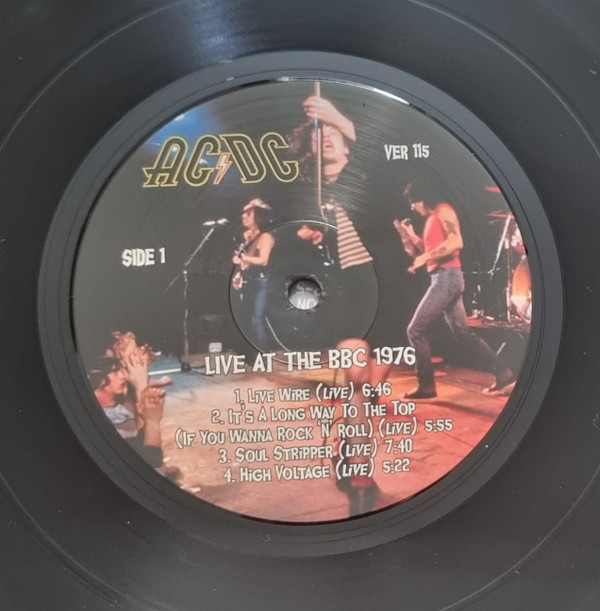 AC/DC
VER 115
SIDE 1
LIVE AT THE BBC 1976
1, LIVE WIRE (LIVE) 6:46
2. IT'S A LONG WAY TO THE TOP
(IF YOU WANNA ROCK 'N' ROLL) (LIVE) 5:55
3. SOUL STRIPPER (LIVE) 7:40
4. HIGH VOLTAGE (LIVE) 5:22